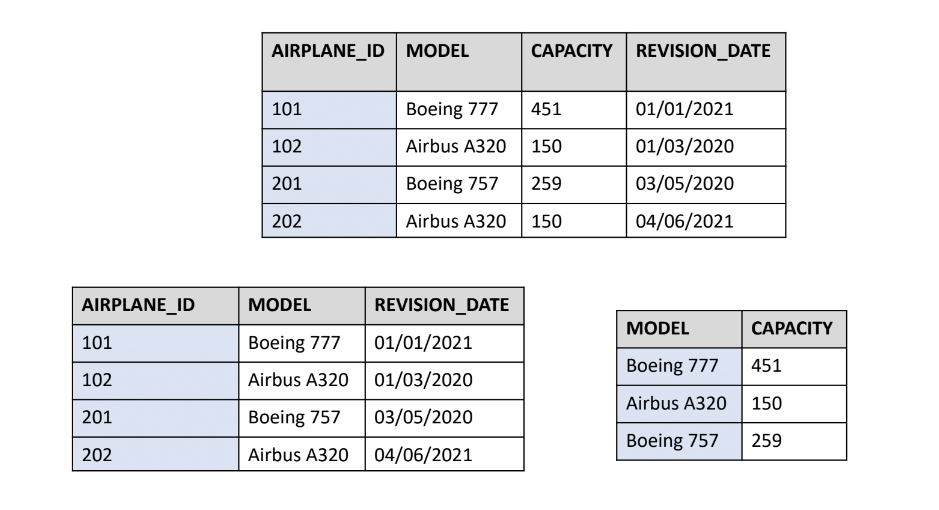 AIRPLANE_ID MODEL CAPACITY REVISION_DATE
101 Boeing 777 451 01/01/2021
102 Airbus A320 150 01/03/2020
201 Boeing 757 259 03/05/2020
202 Airbus A320 150 04/06/2021
AIRPLANE_ID MODEL REVISION_DATE
101 Boeing 777 01/01/2021
102 Airbus A320 01/03/2020
201 Boeing 757 03/05/2020
202 Airbus A320 04/06/2021
MODEL CAPACITY
Boeing 777 451
Airbus A320 150
Boeing 757 259